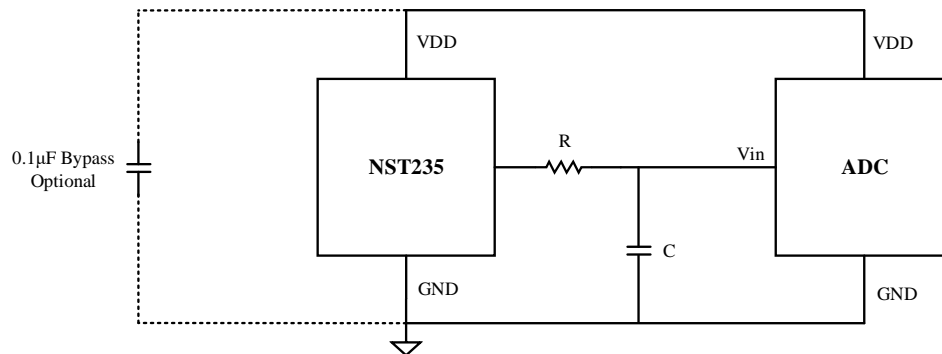 VDD
VDD
0.1μF Bypass
Optional
NST235
R
Vin
ADC
C
GND
GND